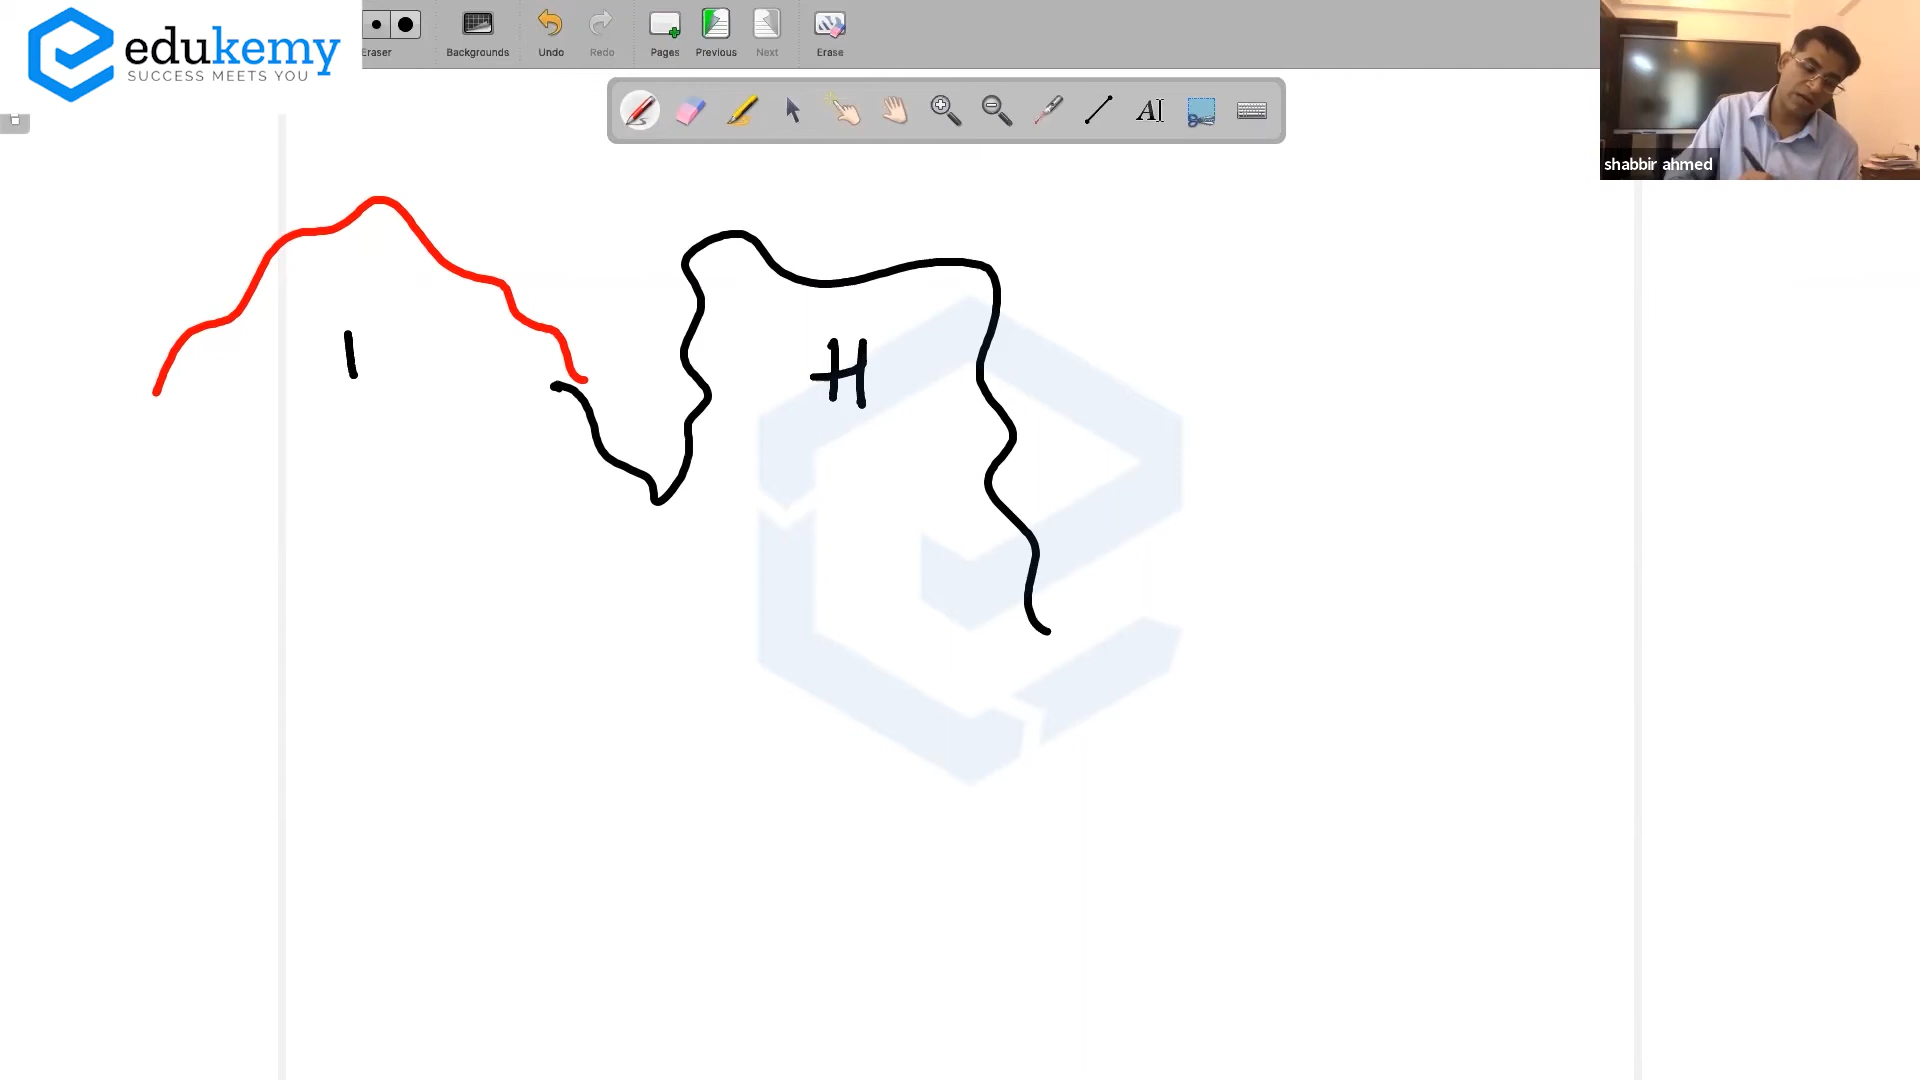 edukemy
SUCCESS MEETS YOU
Eraser
Backgrounds
Undo
Redo
Pages
Previous
Next
Erase
A
shabbir ahmed
I
H